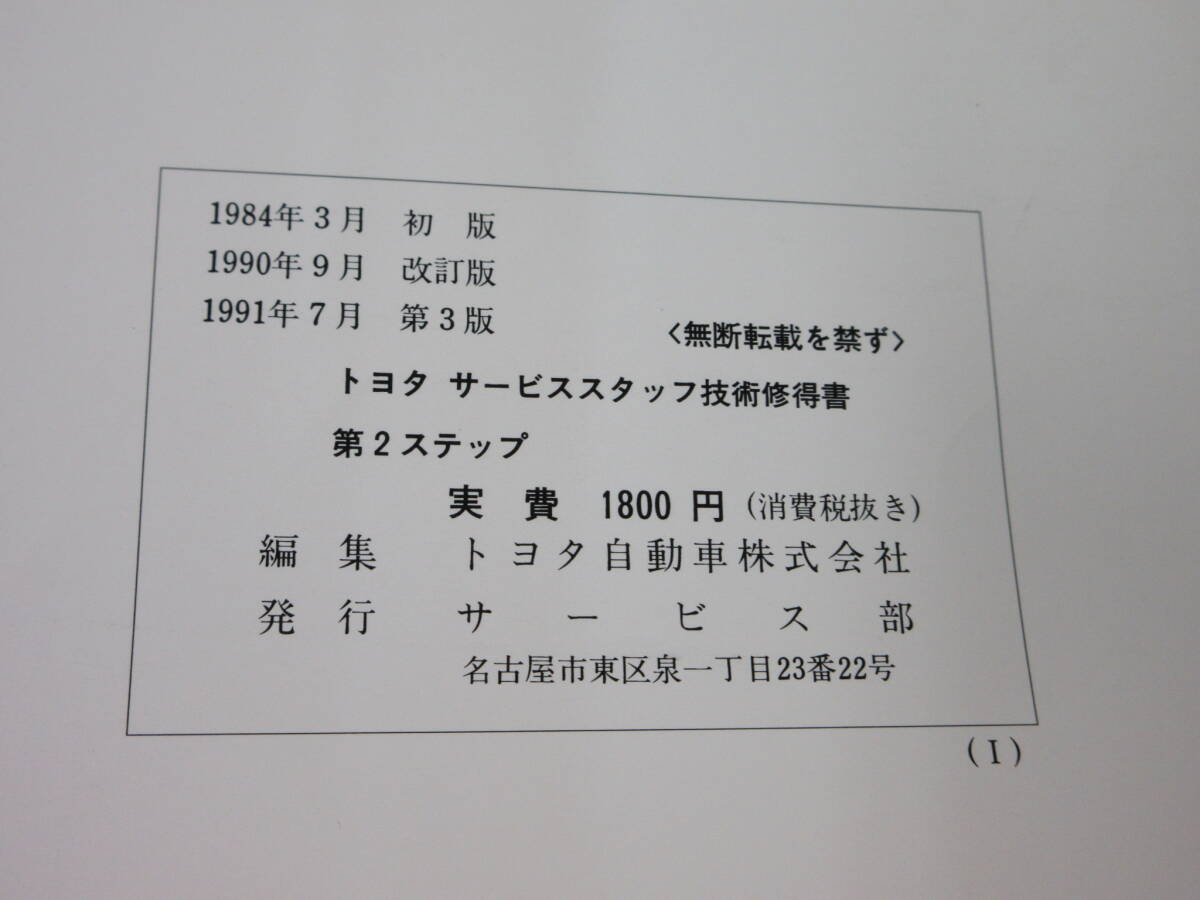 1984年3月 初版
1990年9月 改訂版
1991年7月 第3版
<無断転載を禁ず>
トヨタ サービススタッフ技術修得書
第2ステップ
実費 1800円 (消費税抜き)
編集 トヨタ自動車株式会社
発行 サービス部
名古屋市東区泉一丁目23番22号
(I)